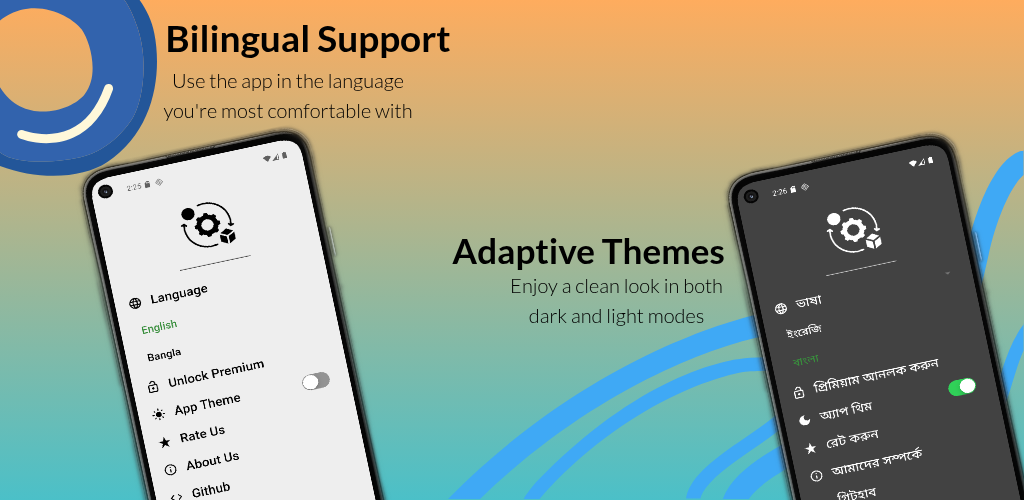 Bilingual Support
Use the app in the language
you're most comfortable with
2:25
Language
English
Bangla
Unlock Premium
App Theme
Rate Us
About Us
Github
Adaptive Themes
Enjoy a clean look in both
dark and light modes
2:26
ভাষা
ইংরেজি
বাংলা
প্রিমিয়াম আনলক করুন
অ্যাপ থিম
রেট করুন
আমাদের সম্পর্কে
গিটহাব